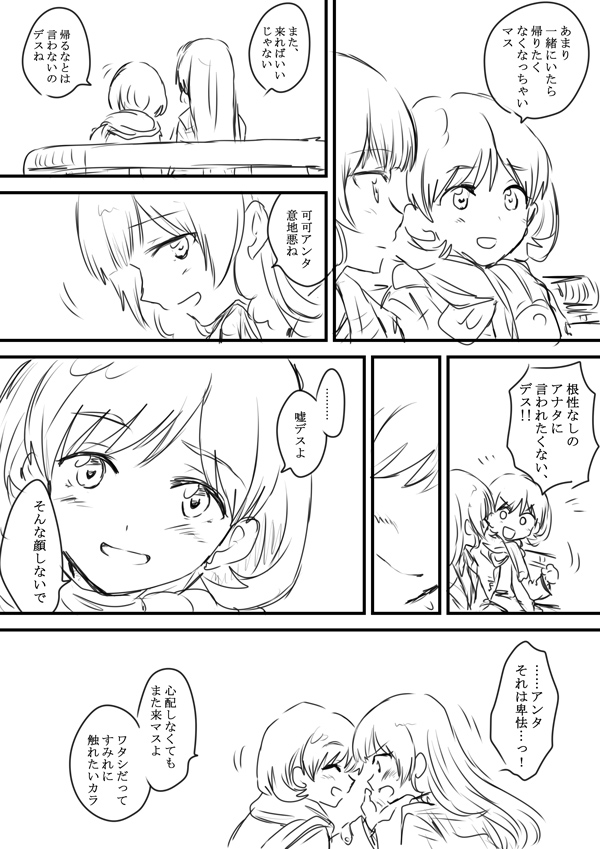 あまり
一緒にいたら
帰りたく
なくなっちゃい
マス
また、
来ればいい
じゃない
帰るなとは
言わないの
デスね
可可アンタ
意地悪ね
根性なしの
アナタに
言われたくない、
デス!!
………
嘘デスよ
そんな顔しないで
……アンタ
それは卑怯…っ！
心配しなくても
また来マスよ
ワタシだって
すみれに
触れたいカラ